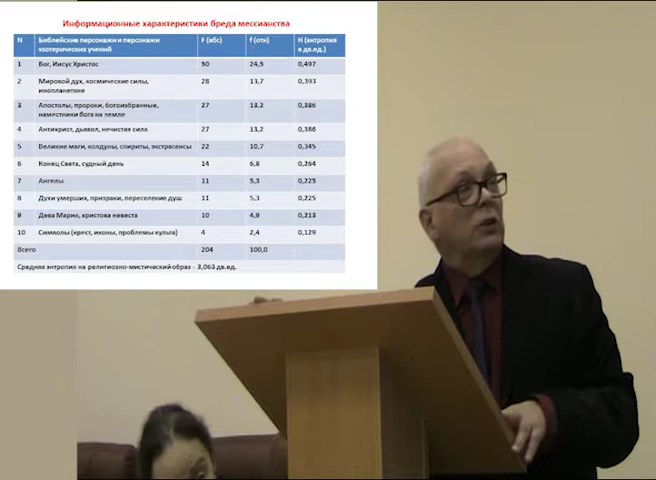 Информационные характеристики бреда мессианства
N Библейские персонажи и персонажи эзотерических учений F (абс) f (отн) H (энтропия в дв.ед.)
1 Бог, Иисус Христос 50 24,5 0,497
2 Мировой дух, космические силы, инопланетяне 28 13,7 0,393
3 Апостолы, пророки, богоизбранные, наместники бога на земле 27 13,2 0,386
4 Антихрист, дьявол, нечистая сила 27 13,2 0,386
5 Великие маги, колдуны, спириты, экстрасенсы 22 10,7 0,345
6 Конец Света, судный день 14 6,8 0,264
7 Ангелы 11 5,3 0,225
8 Духи умерших, призраки, переселение душ 11 5,3 0,225
9 Дева Мария, христова невеста 10 4,9 0,213
10 Символы (крест, иконы, проблемы культа) 4 2,4 0,129
Всего 204 100,0
Средняя энтропия на религиозно-мистический образ = 3,063 дв.ед.